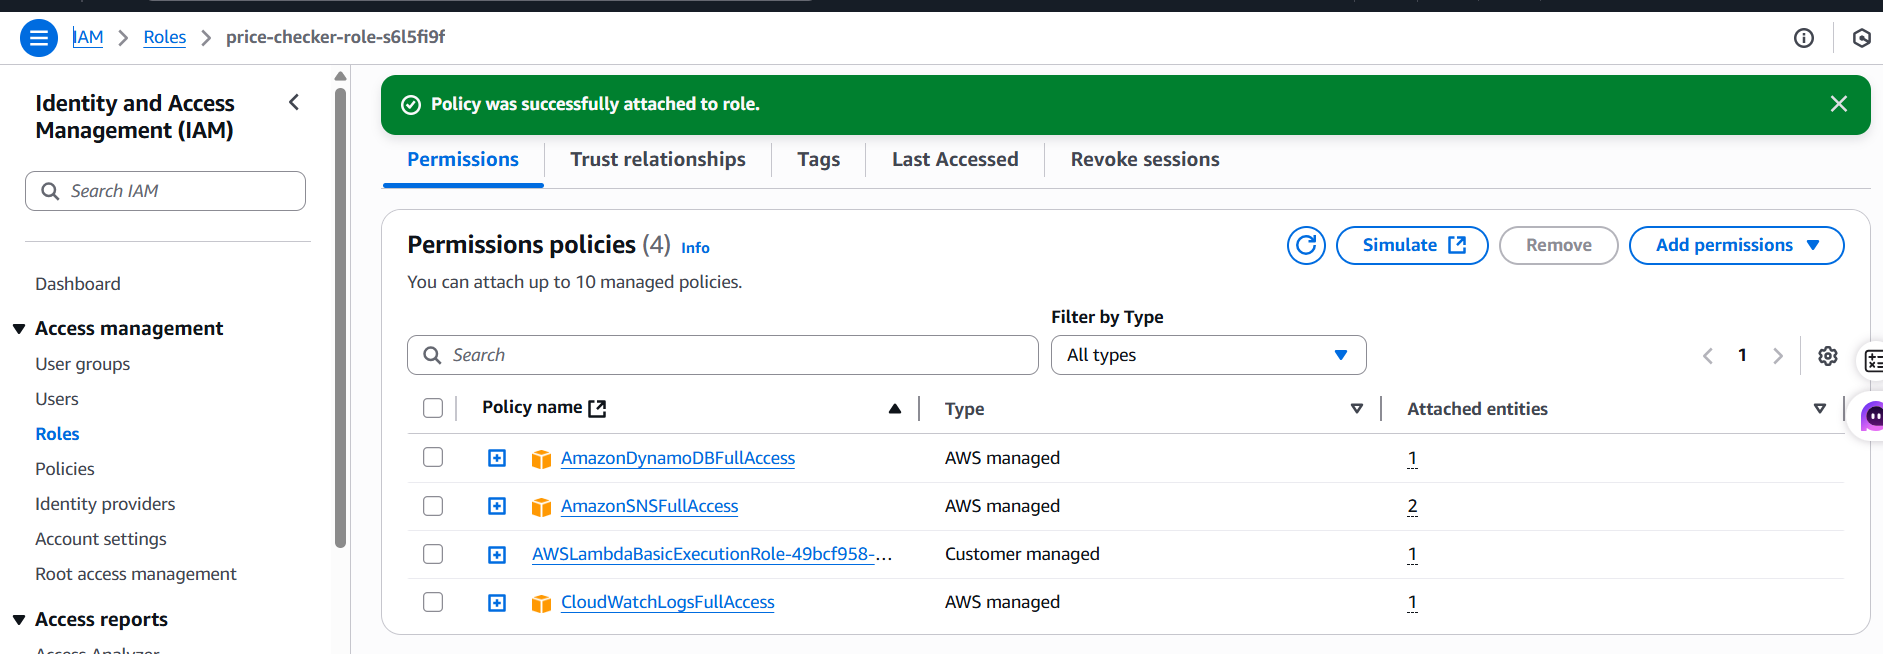 IAM > Roles > price-checker-role-s6l5fi9f
Identity and Access
Management (IAM)
Search IAM
Dashboard
Access management
User groups
Users
Roles
Policies
Identity providers
Account settings
Root access management
Access reports
Access Analyzer
Policy was successfully attached to role.
Permissions Trust relationships Tags Last Accessed Revoke sessions
Permissions policies (4) Info
You can attach up to 10 managed policies.
Simulate Remove Add permissions
Filter by Type
Search All types 1
Policy name Type Attached entities
AmazonDynamoDBFullAccess AWS managed 1
AmazonSNSFullAccess AWS managed 2
AWSLambdaBasicExecutionRole-49bcf958-... Customer managed 1
CloudWatchLogsFullAccess AWS managed 1